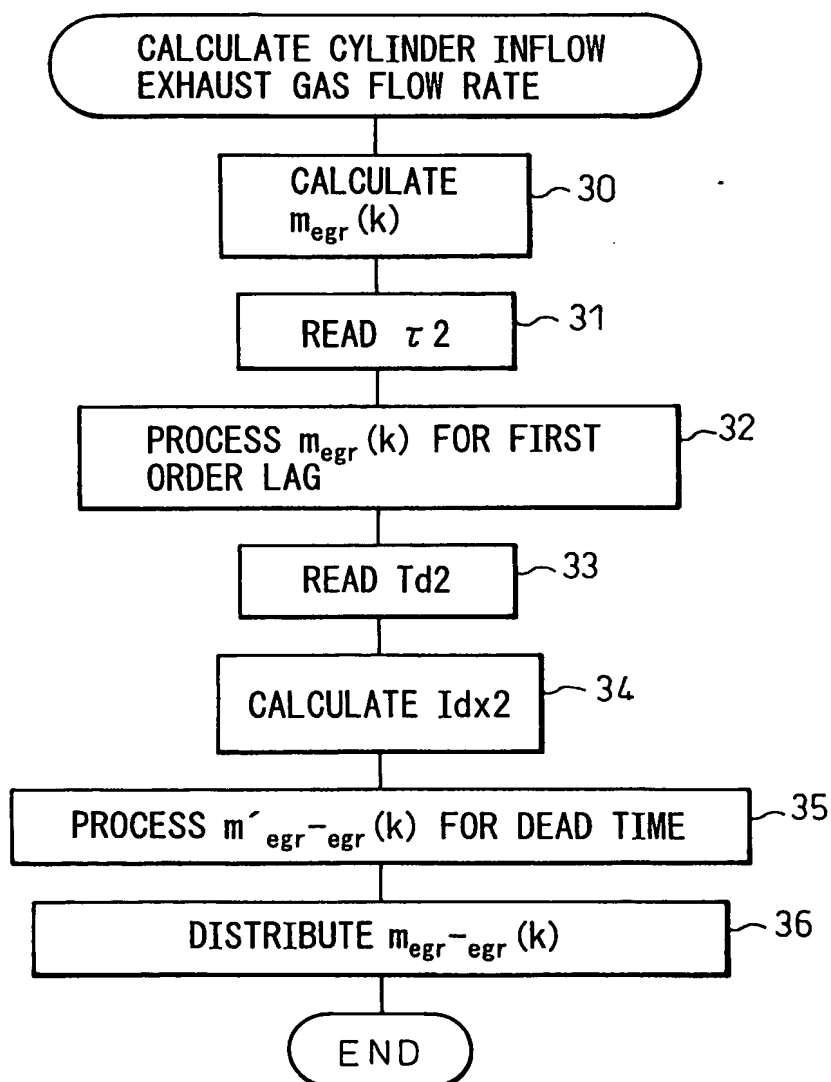 CALCULATE CYLINDER INFLOW
EXHAUST GAS FLOW RATE
CALCULATE
m_egr(k)
30
READ τ2
31
PROCESS m_egr(k) FOR FIRST
ORDER LAG
32
READ Td2
33
CALCULATE Idx2
34
PROCESS m´_egr-egr(k) FOR DEAD TIME
35
DISTRIBUTE m_egr-egr(k)
36
END